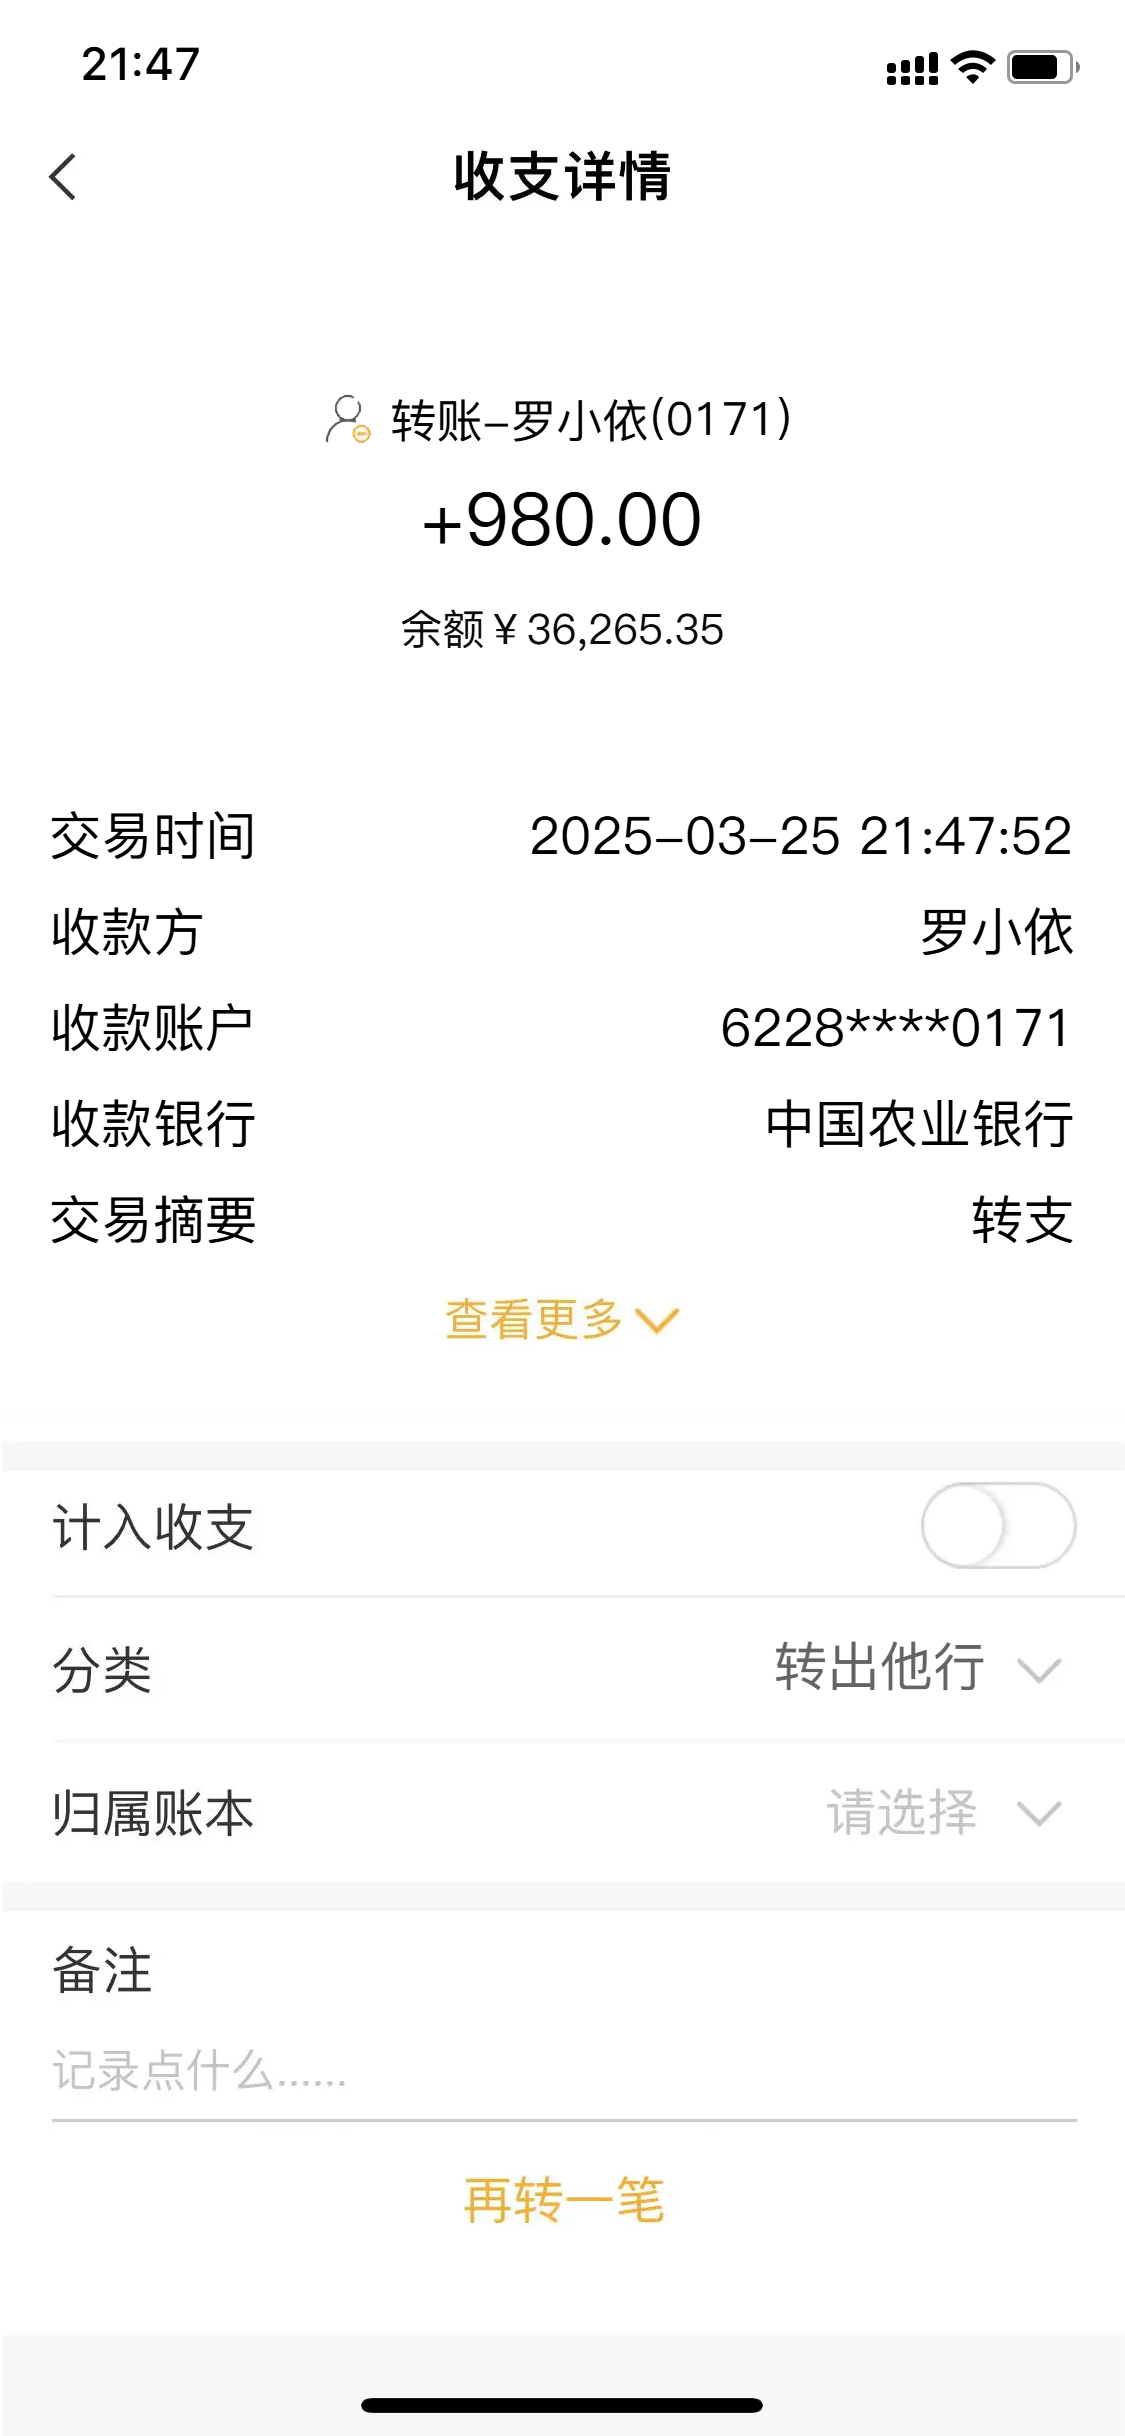 21:47
收支详情
转账-罗小依(0171)
+980.00
余额¥36,265.35
交易时间 2025-03-25 21:47:52
收款方 罗小依
收款账户 6228****0171
收款银行 中国农业银行
交易摘要 转支
查看更多
计入收支
分类 转出他行
归属账本 请选择
备注
记录点什么......
再转一笔